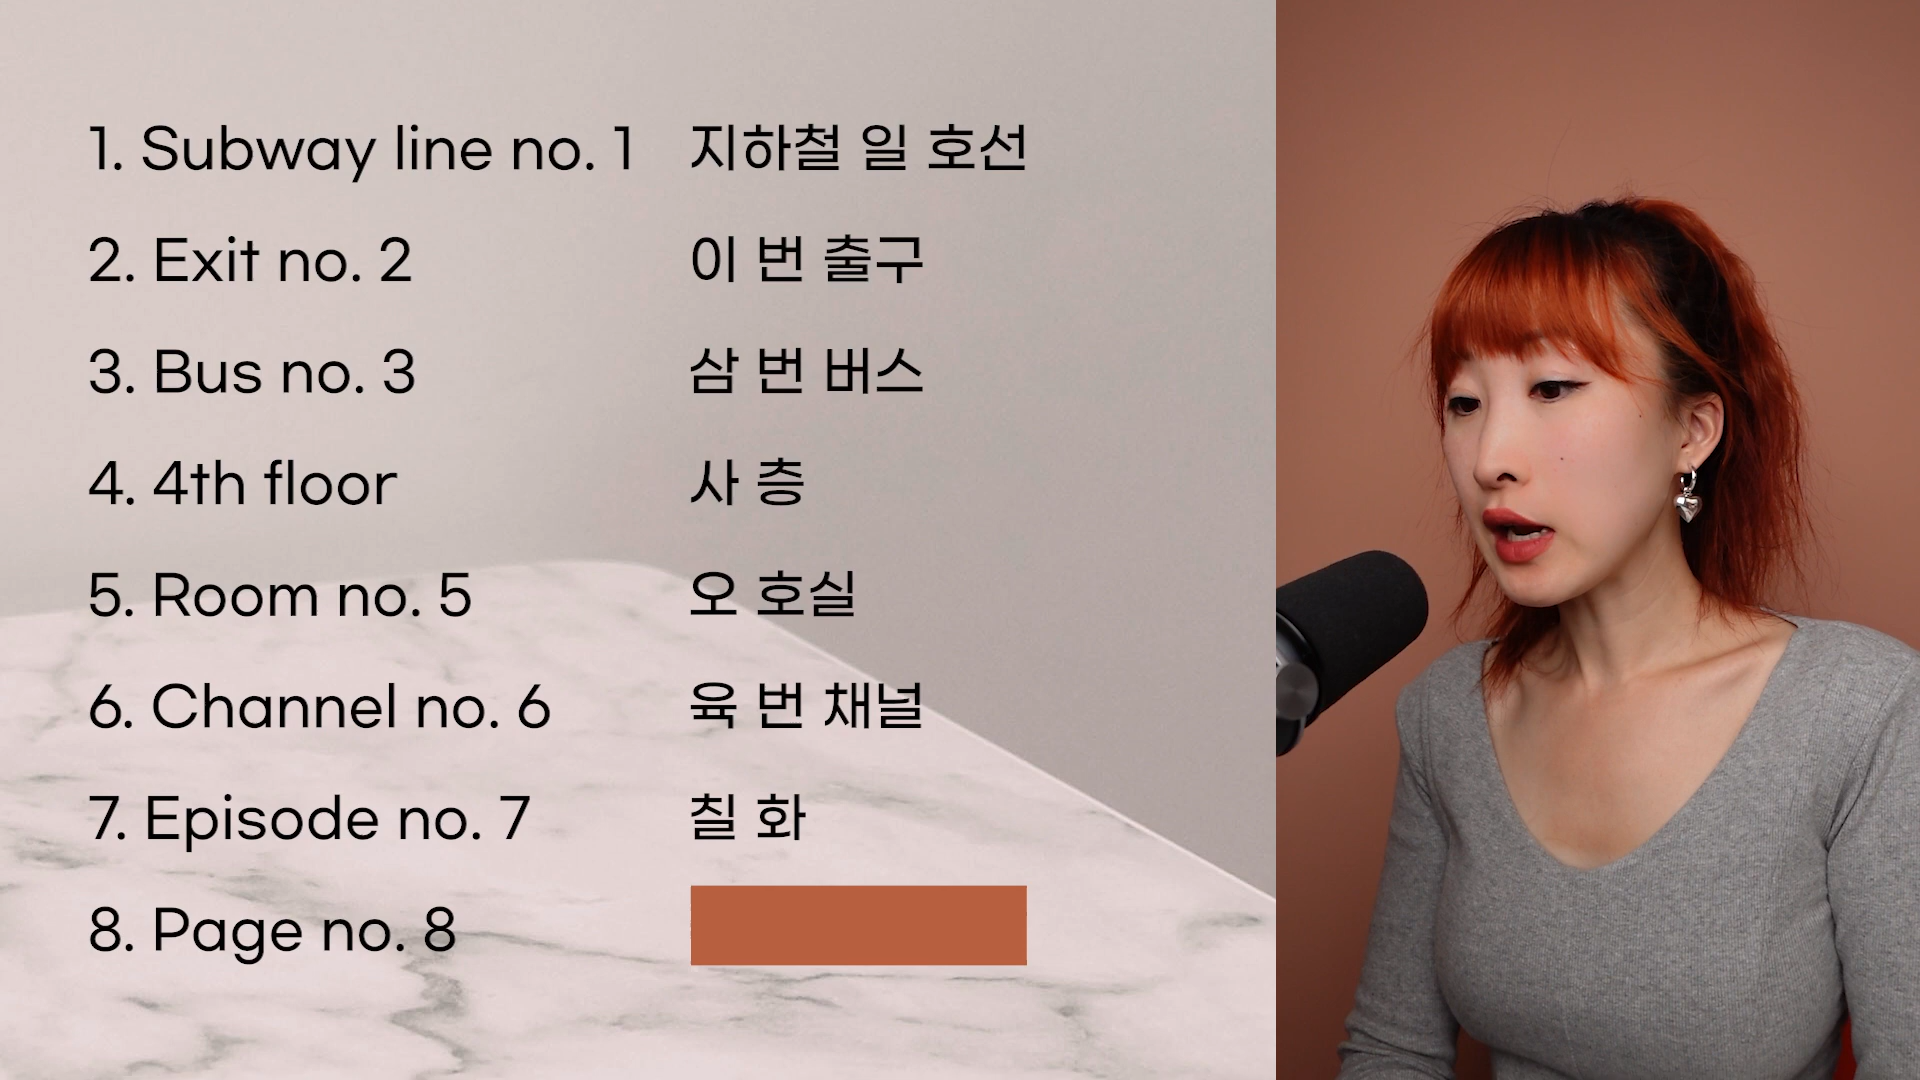 1. Subway line no. 1 지하철 일 호선
2. Exit no. 2 이 번 출구
3. Bus no. 3 삼 번 버스
4. 4th floor 사 층
5. Room no. 5 오 호실
6. Channel no. 6 육 번 채널
7. Episode no. 7 칠 화
8. Page no. 8